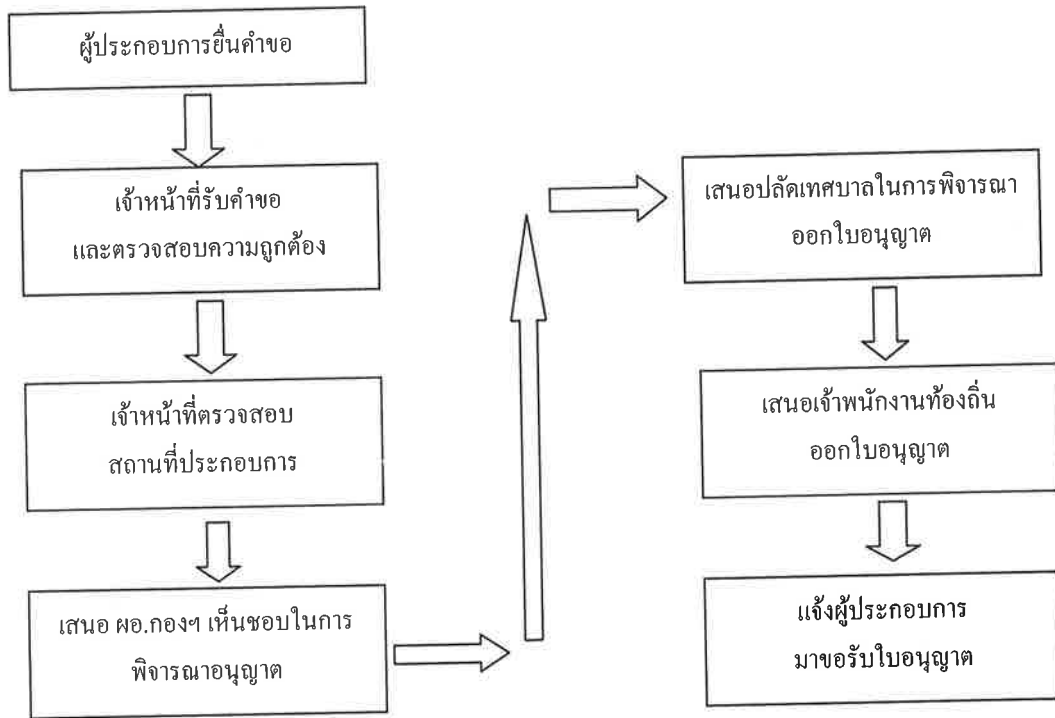 ผู้ประกอบการยื่นคำขอ
เจ้าหน้าที่รับคำขอ
และตรวจสอบความถูกต้อง
เจ้าหน้าที่ตรวจสอบ
สถานที่ประกอบการ
เสนอ ผอ.กองฯ เห็นชอบในการ
พิจารณาอนุญาต
เสนอปลัดเทศบาลในการพิจารณา
ออกใบอนุญาต
เสนอเจ้าพนักงานท้องถิ่น
ออกใบอนุญาต
แจ้งผู้ประกอบการ
มาขอรับใบอนุญาต